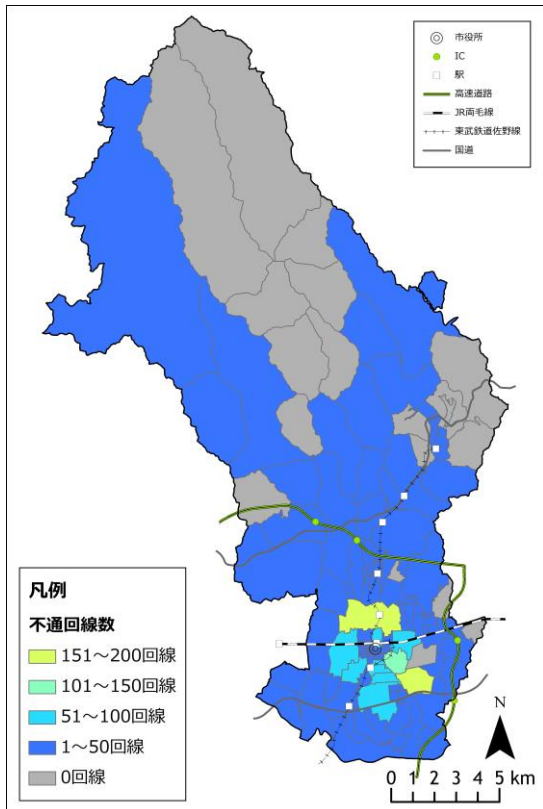 市役所
IC
駅
高速道路
JR両毛線
東武鉄道佐野線
国道
凡例
不通回線数
151～200回線
101～150回線
51～100回線
1～50回線
0回線
N
0 1 2 3 4 5 km